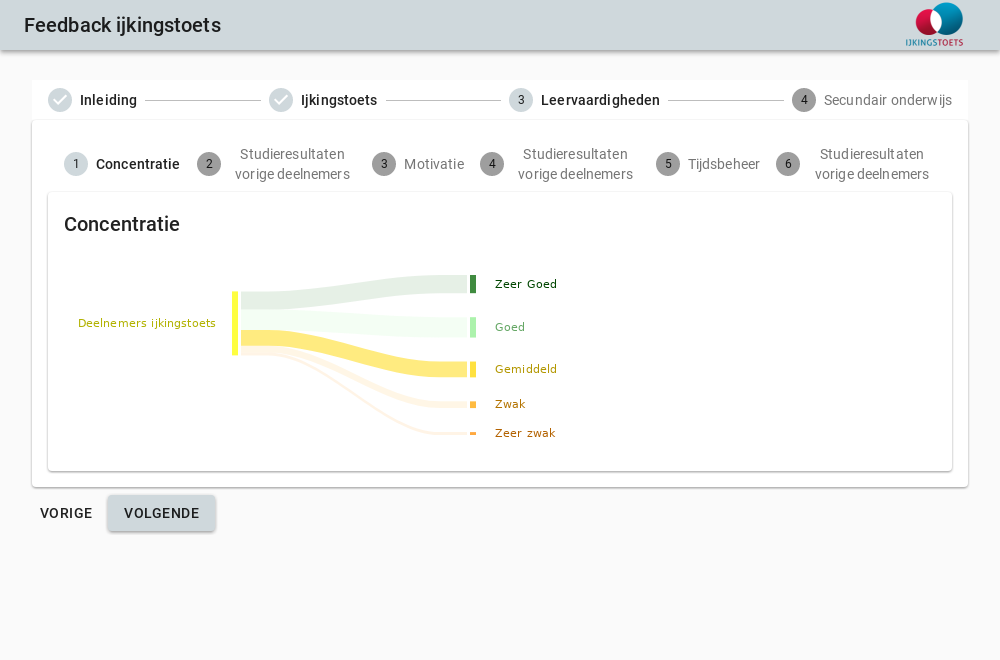 Feedback ijkingstoets
IJKINGSTOETS
Inleiding
Ijkingstoets
3 Leervaardigheden
4 Secundair onderwijs
1 Concentratie
2 Studieresultaten
vorige deelnemers
3 Motivatie
4 Studieresultaten
vorige deelnemers
5 Tijdsbeheer
6 Studieresultaten
vorige deelnemers
Concentratie
Deelnemers ijkingstoets
Zeer Goed
Goed
Gemiddeld
Zwak
Zeer zwak
VORIGE
VOLGENDE